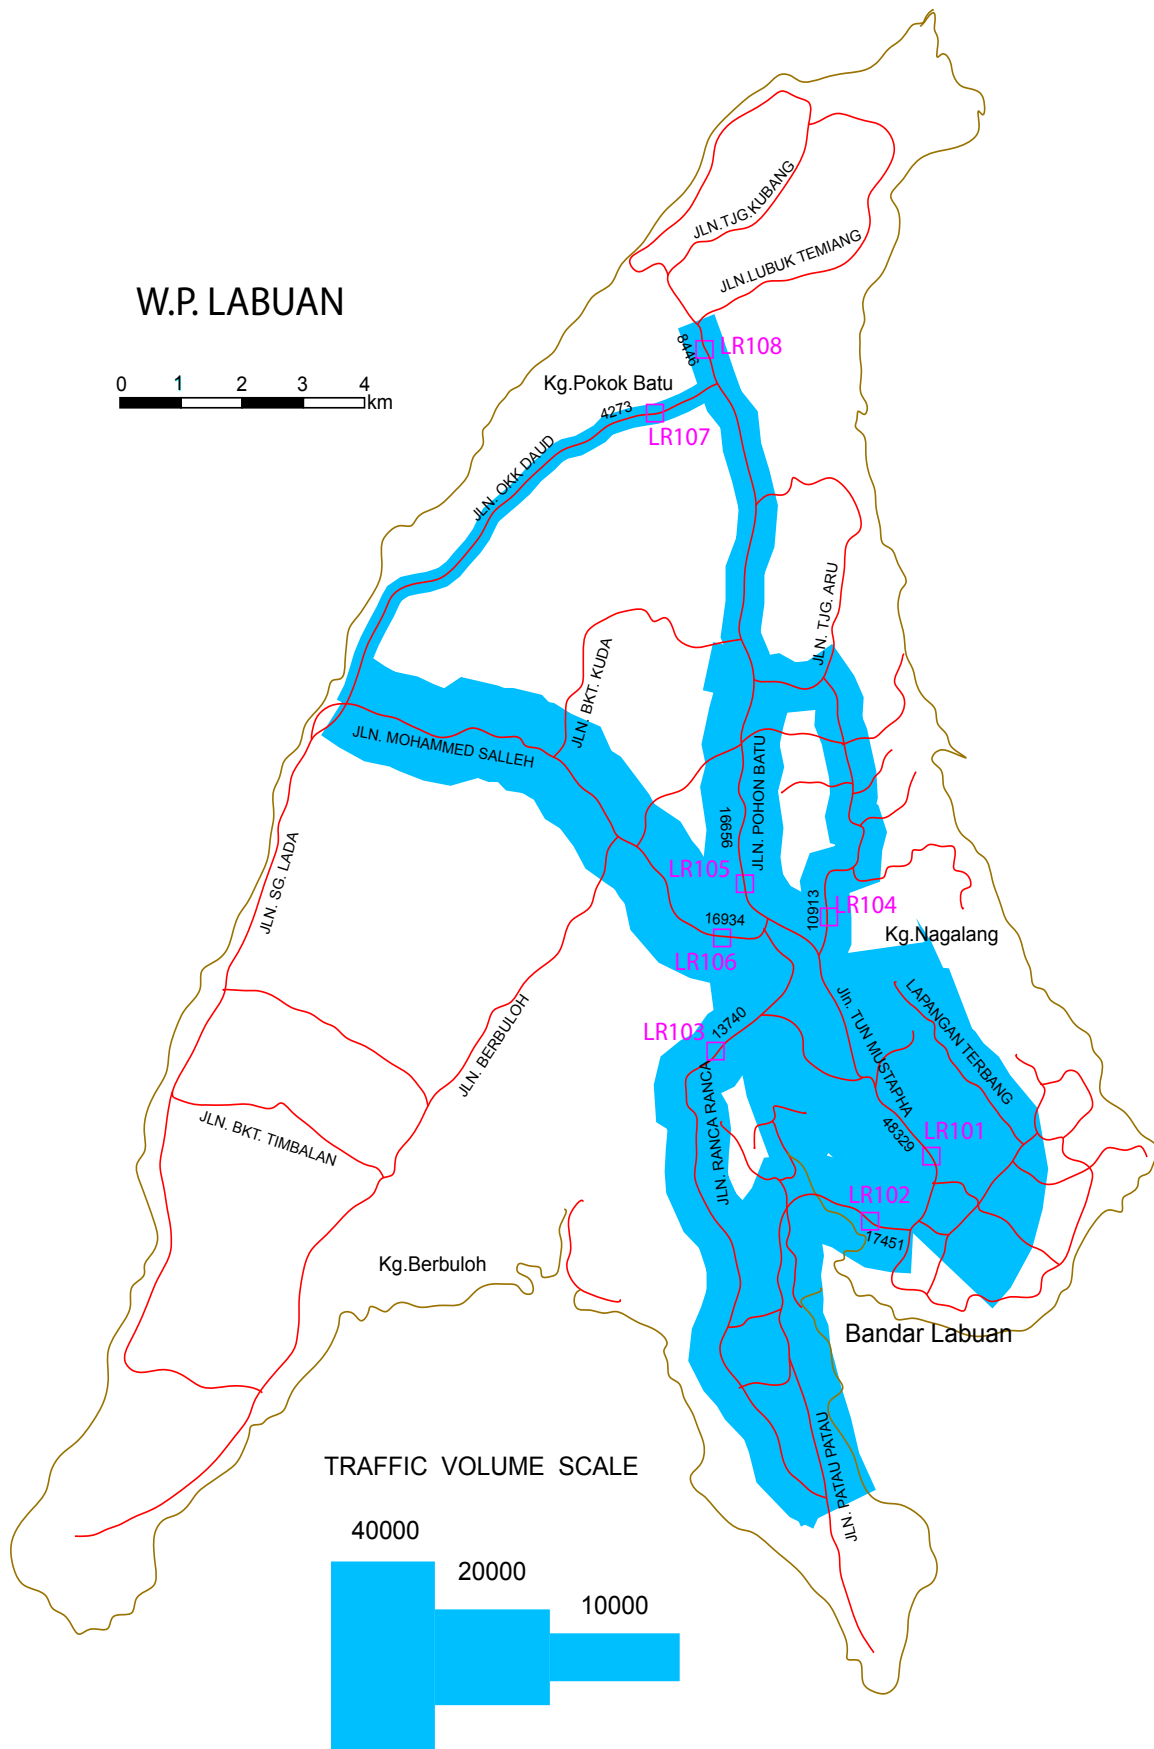 JLN.TJG.KUBANG
JLN.LUBUK TEMIANG
W.P. LABUAN
0 1 2 3 4
km
8446
LR108
Kg.Pokok Batu
4273
LR107
JLN. OKK DAUD
JLN. TJG. ARU
JLN. BKT. KUDA
JLN. MOHAMMED SALLEH
JLN. POHON BATU
16656
LR105
JLN. SG. LADA
16934
LR106
10913
LR104
Kg.Nagalang
LR103
13740
Jln. TUN MUSTAPHA
LAPANGAN TERBANG
JLN. BERBULOH
JLN. RANCA RANCA
JLN. BKT. TIMBALAN
48329
LR101
LR102
17451
Kg.Berbuloh
Bandar Labuan
JLN. PATAU PATAU
TRAFFIC VOLUME SCALE
40000
20000
10000